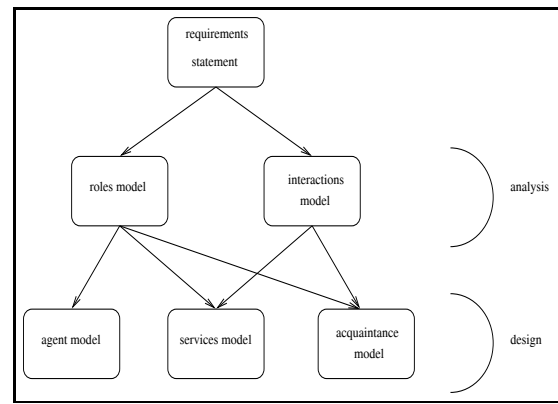 requirements
statement
roles model
interactions
model
analysis
agent model
services model
acquaintance
model
design